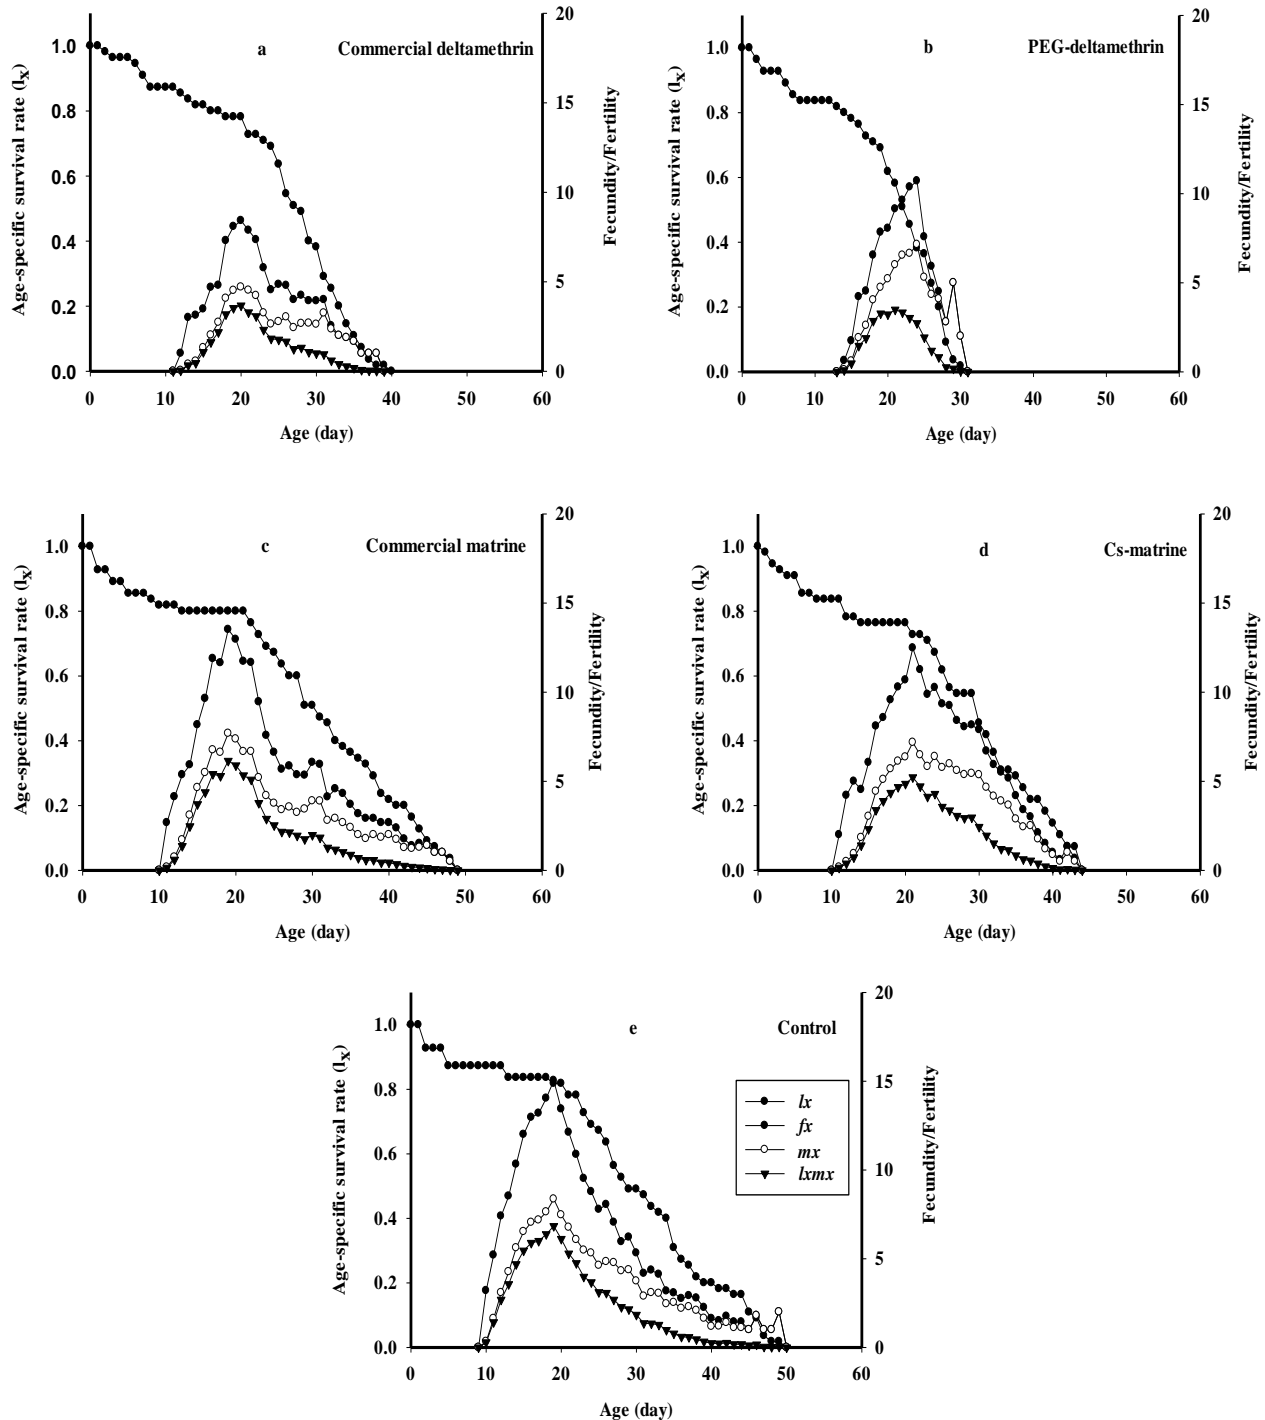 20
a
Commercial deltamethrin
1.0
0.8
0.6
0.4
0.2
0.0
Age-specific survival rate (lx)
15
10
5
0
Fecundity/Fertility
0 10 20 30 40 50 60
Age (day)
20
b
PEG-deltamethrin
1.0
0.8
0.6
0.4
0.2
0.0
Age-specific survival rate (lx)
15
10
5
0
Fecundity/Fertility
0 10 20 30 40 50 60
Age (day)
20
c
Commercial matrine
1.0
0.8
0.6
0.4
0.2
0.0
Age-specific survival rate (lx)
15
10
5
0
Fecundity/Fertility
0 10 20 30 40 50 60
Age (day)
20
d
Cs-matrine
1.0
0.8
0.6
0.4
0.2
0.0
Age-specific survival rate (lx)
15
10
5
0
Fecundity/Fertility
0 10 20 30 40 50 60
Age (day)
20
e
Control
1.0
0.8
0.6
0.4
0.2
0.0
Age-specific survival rate (lx)
15
10
5
0
Fecundity/Fertility
lx
fx
mx
lxmx
0 10 20 30 40 50 60
Age (day)